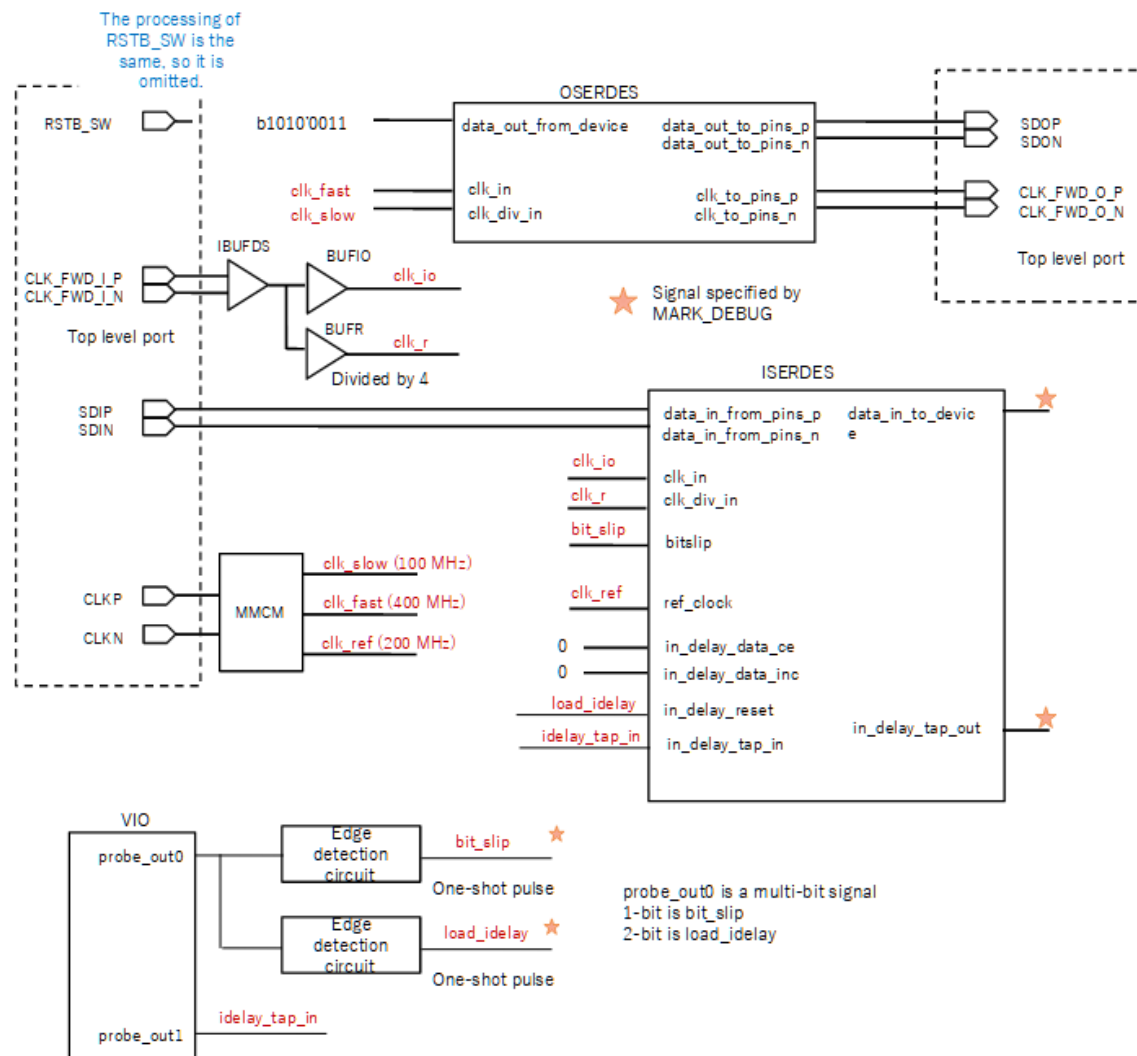 The processing of
RSTB_SW is the
same, so it is
omitted.
OSERDES
RSTB_SW
b1010'0011
data_out_from_device
data_out_to_pins_p
data_out_to_pins_n
SDOP
SDON
clk_fast
clk_slow
clk_in
clk_div_in
clk_to_pins_p
clk_to_pins_n
CLK_FWD_O_P
CLK_FWD_O_N
IBUFDS
BUFIO
Top level port
CLK_FWD_I_P
CLK_FWD_I_N
clk_io
Signal specified by
MARK_DEBUG
Top level port
BUFR
clk_r
Divided by 4
ISERDES
SDIP
SDIN
data_in_from_pins_p
data_in_from_pins_n
data_in_to_devic
e
clk_io
clk_in
clk_r
clk_div_in
bit_slip
bitslip
clk_slow (100 MHz)
CLKP
MMCM
clk_fast (400 MHz)
CLKN
clk_ref (200 MHz)
clk_ref
ref_clock
0
in_delay_data_ce
0
in_delay_data_inc
load_idelay
in_delay_reset
idelay_tap_in
in_delay_tap_in
in_delay_tap_out
VIO
probe_out0
Edge
detection
circuit
bit_slip
One-shot pulse
Edge
detection
circuit
load_idelay
One-shot pulse
probe_out0 is a multi-bit signal
1-bit is bit_slip
2-bit is load_idelay
probe_out1
idelay_tap_in